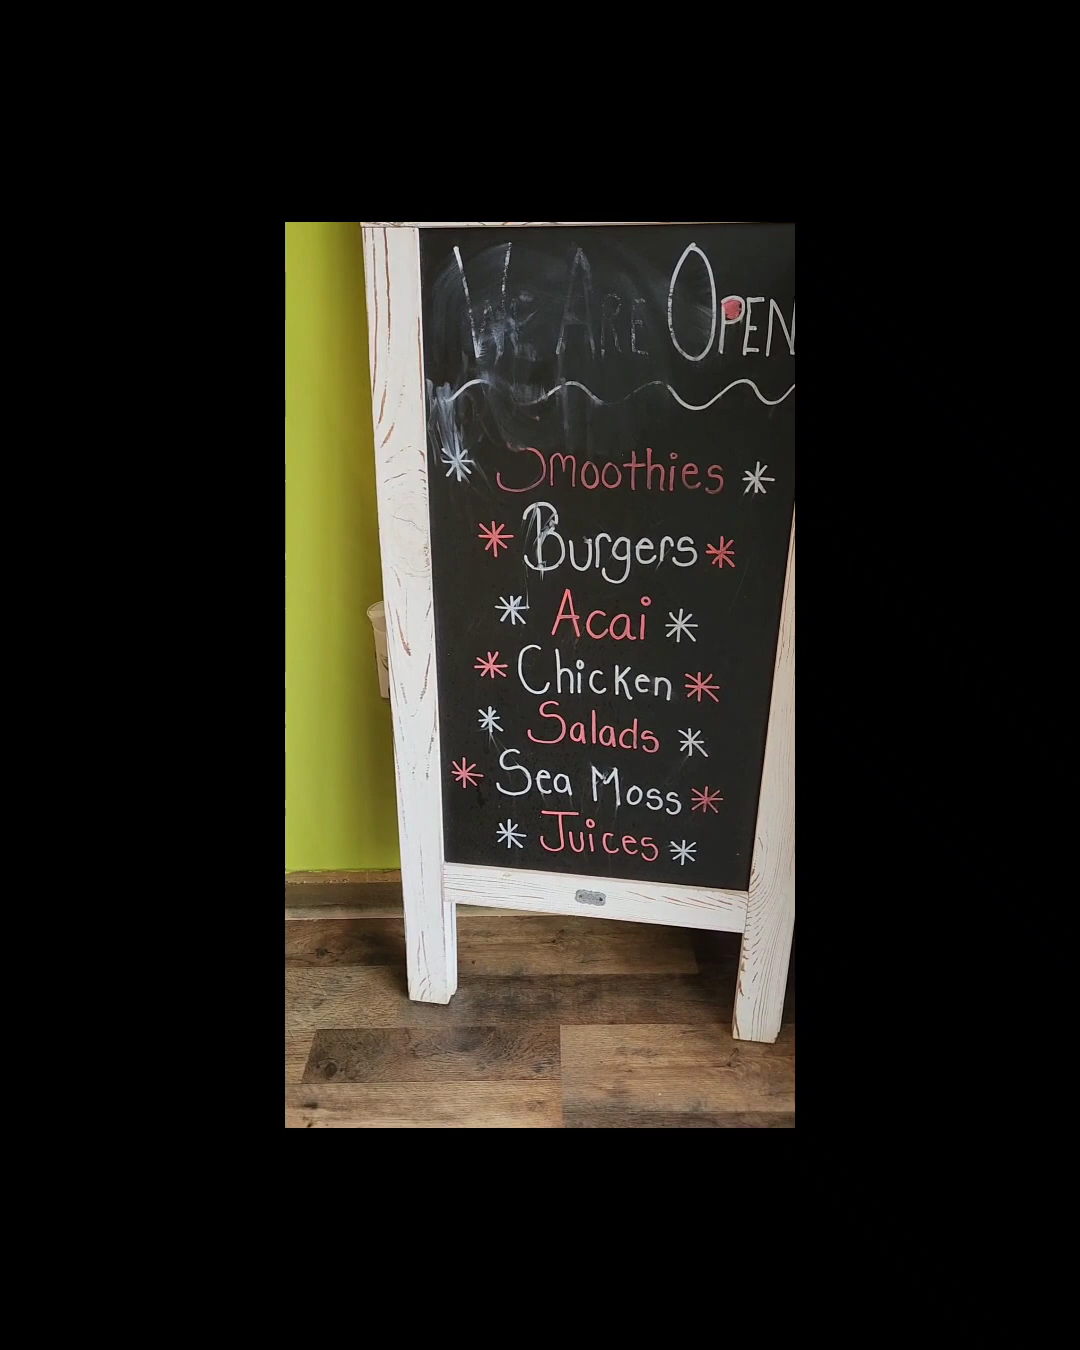 We Are Open
Smoothies
Burgers
Acai
Chicken
Salads
Sea Moss
Juices